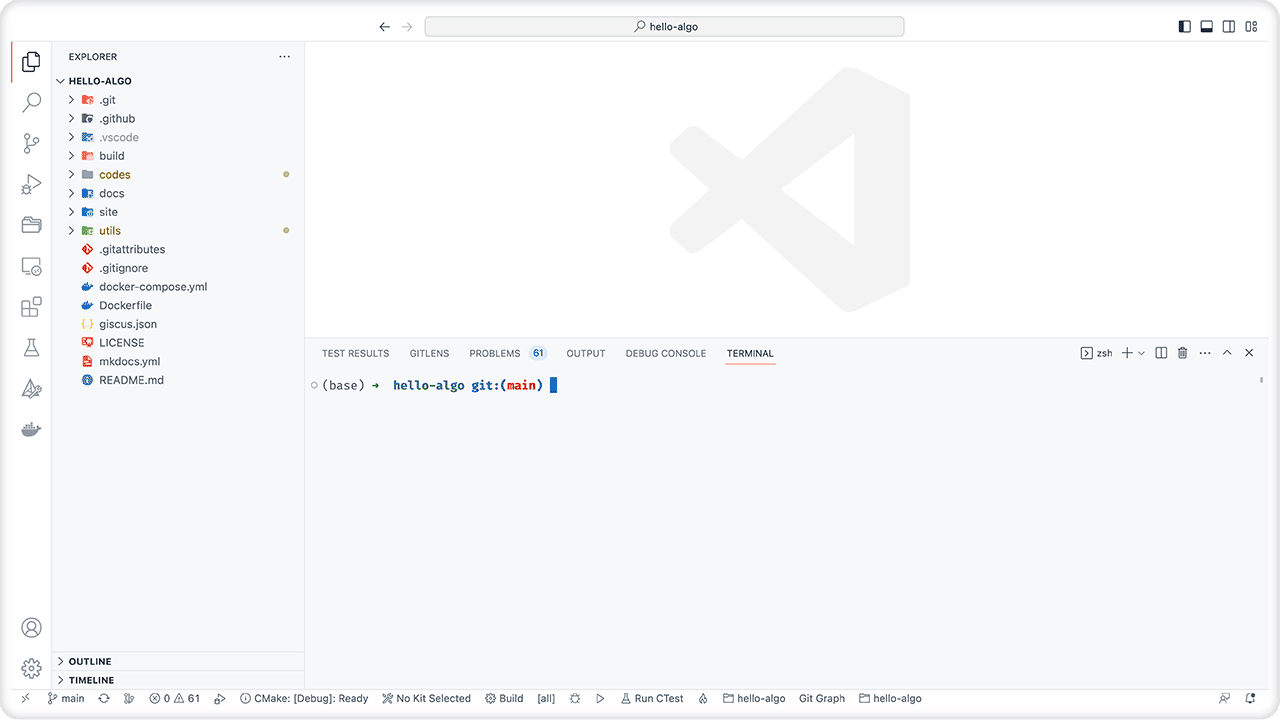 hello-algo
EXPLORER
HELLO-ALGO
.git
.github
.vscode
build
codes
docs
site
utils
.gitattributes
.gitignore
docker-compose.yml
Dockerfile
giscus.json
LICENSE
mkdocs.yml
README.md
OUTLINE
TIMELINE
TEST RESULTS GITLENS PROBLEMS 61 OUTPUT DEBUG CONSOLE TERMINAL zsh
(base) ➜ hello-algo git:(main)
main 0 61 CMake: [Debug]: Ready No Kit Selected Build [all] Run CTest hello-algo Git Graph hello-algo